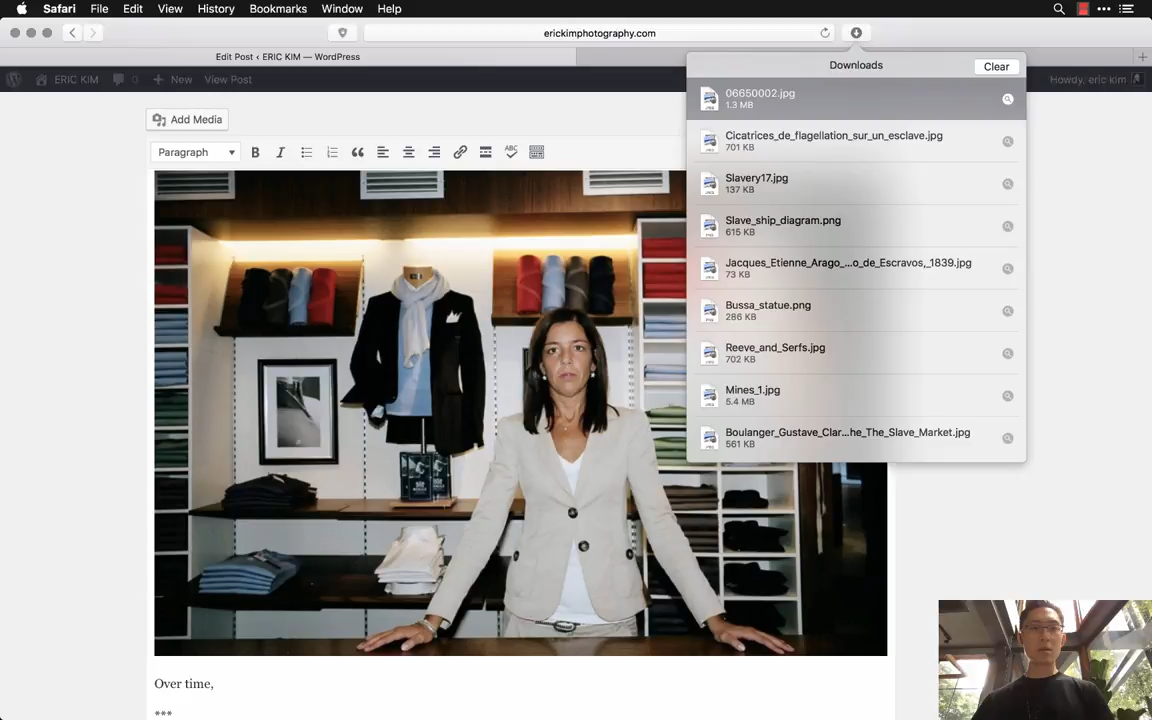 Safari File Edit View History Bookmarks Window Help
erickimphotography.com
Edit Post ‹ ERIC KIM — WordPress
ERIC KIM 0 New View Post
Howdy, eric kim
Downloads
Clear
06650002.jpg
1.3 MB
Cicatrices_de_flagellation_sur_un_esclave.jpg
701 KB
Slavery17.jpg
137 KB
Slave_ship_diagram.png
615 KB
Jacques_Etienne_Arago_...o_de_Escravos,_1839.jpg
73 KB
Bussa_statue.png
286 KB
Reeve_and_Serfs.jpg
702 KB
Mines_1.jpg
5.4 MB
Boulanger_Gustave_Clar...he_The_Slave_Market.jpg
561 KB
Add Media
Paragraph B I ABC
Over time,
***